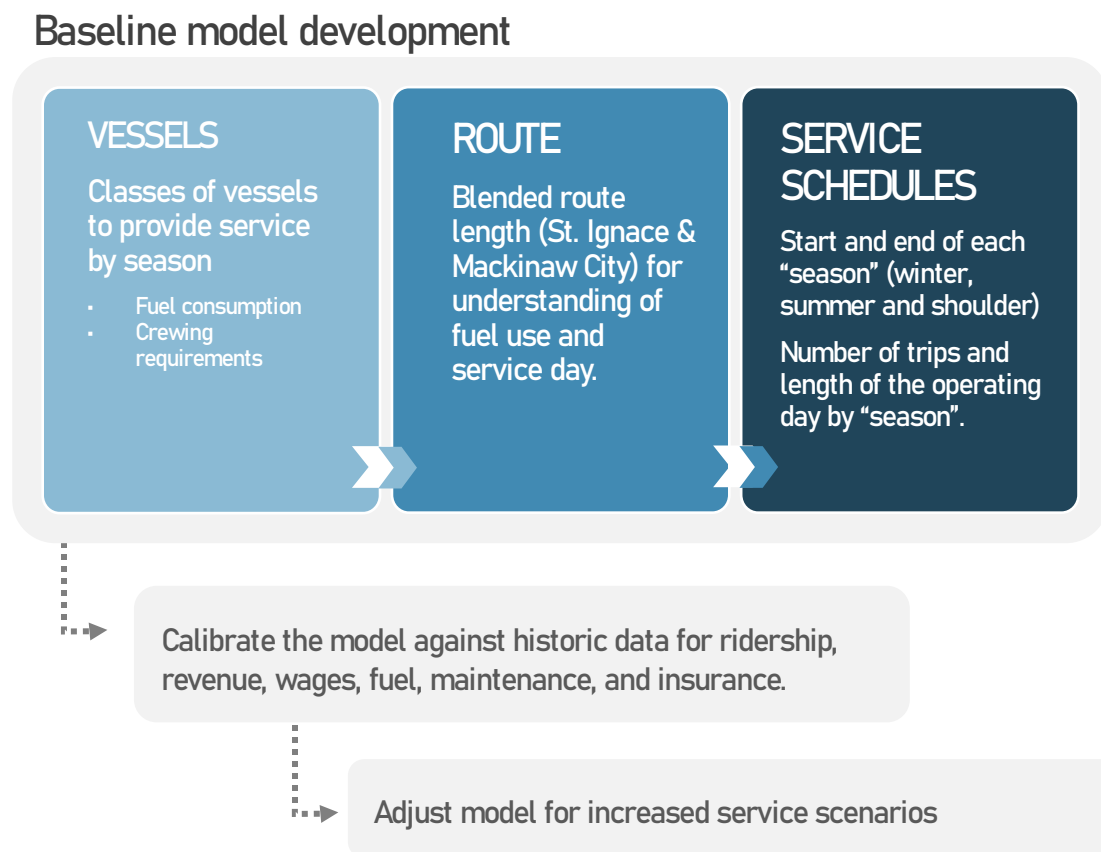 Baseline model development
VESSELS
Classes of vessels
to provide service
by season
▪ Fuel consumption
▪ Crewing
requirements
ROUTE
Blended route
length (St. Ignace &
Mackinaw City) for
understanding of
fuel use and
service day.
SERVICE
SCHEDULES
Start and end of each
“season” (winter,
summer and shoulder)
Number of trips and
length of the operating
day by “season”.
Calibrate the model against historic data for ridership,
revenue, wages, fuel, maintenance, and insurance.
Adjust model for increased service scenarios